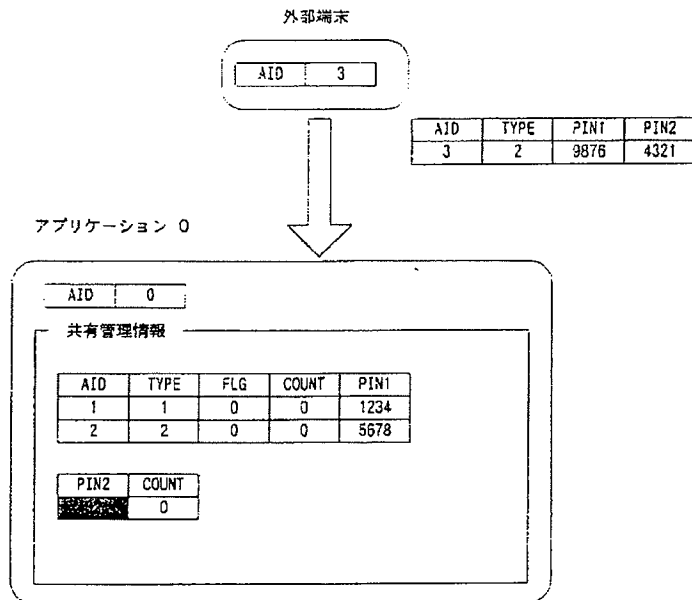 外部端末
AID 3
AID TYPE PIN1 PIN2
3 2 9876 4321
アプリケーション 0
AID 0
共有管理情報
AID TYPE FLG COUNT PIN1
1 1 0 0 1234
2 2 0 0 5678
PIN2 COUNT
0